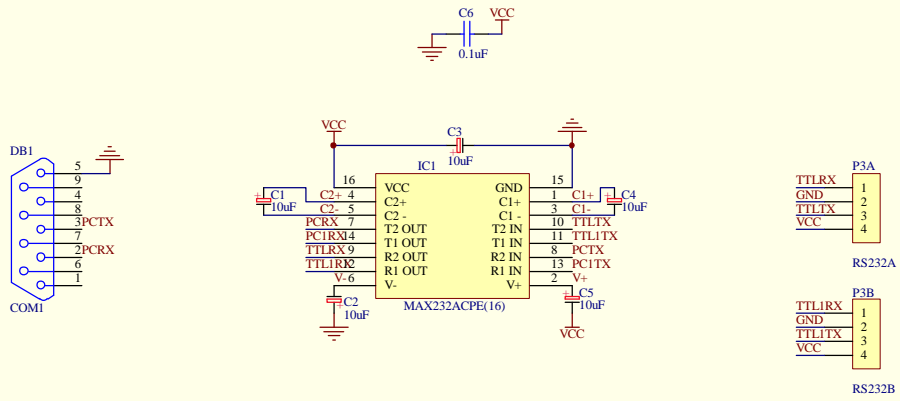 C6
VCC
0.1uF
VCC
C3
10uF
DB1
5
9
4
8
3 PCTX
7
2 PCRX
6
1
COM1
IC1
16 VCC
C2+ 4 C2+
C2- 5 C2 -
PCRX 7 T2 OUT
PC1RX 14 T1 OUT
TTLRX 9 R2 OUT
TTL1RX 12 R1 OUT
V- 6 V-
GND 15
C1+ 1 C1+
C1 - 3 C1-
T2 IN 10 TTLTX
T1 IN 11 TTL1TX
R2 IN 8 PCTX
R1 IN 13 PC1TX
V+ 2 V+
MAX232ACPE(16)
C1
10uF
C4
10uF
C2
10uF
C5
10uF
VCC
P3A
TTLRX 1
GND 2
TTLTX 3
VCC 4
RS232A
P3B
TTL1RX 1
GND 2
TTL1TX 3
VCC 4
RS232B